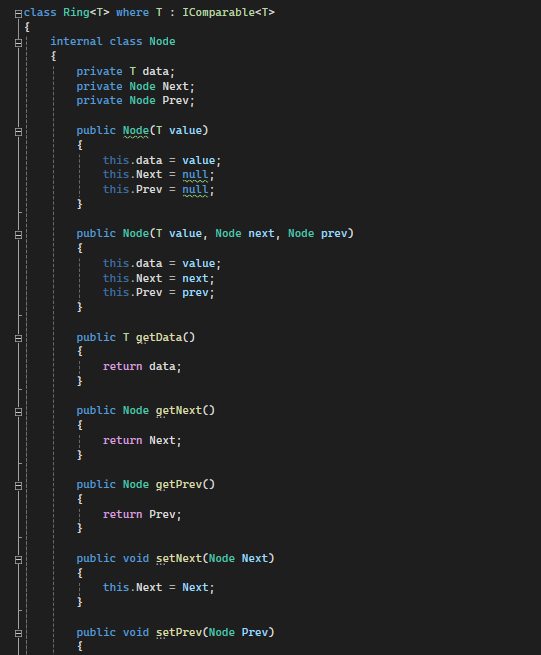 class Ring<T> where T : IComparable<T>
{
internal class Node
{
private T data;
private Node Next;
private Node Prev;
public Node(T value)
{
this.data = value;
this.Next = null;
this.Prev = null;
}
public Node(T value, Node next, Node prev)
{
this.data = value;
this.Next = next;
this.Prev = prev;
}
public T getData()
{
return data;
}
public Node getNext()
{
return Next;
}
public Node getPrev()
{
return Prev;
}
public void setNext(Node Next)
{
this.Next = Next;
}
public void setPrev(Node Prev)
{